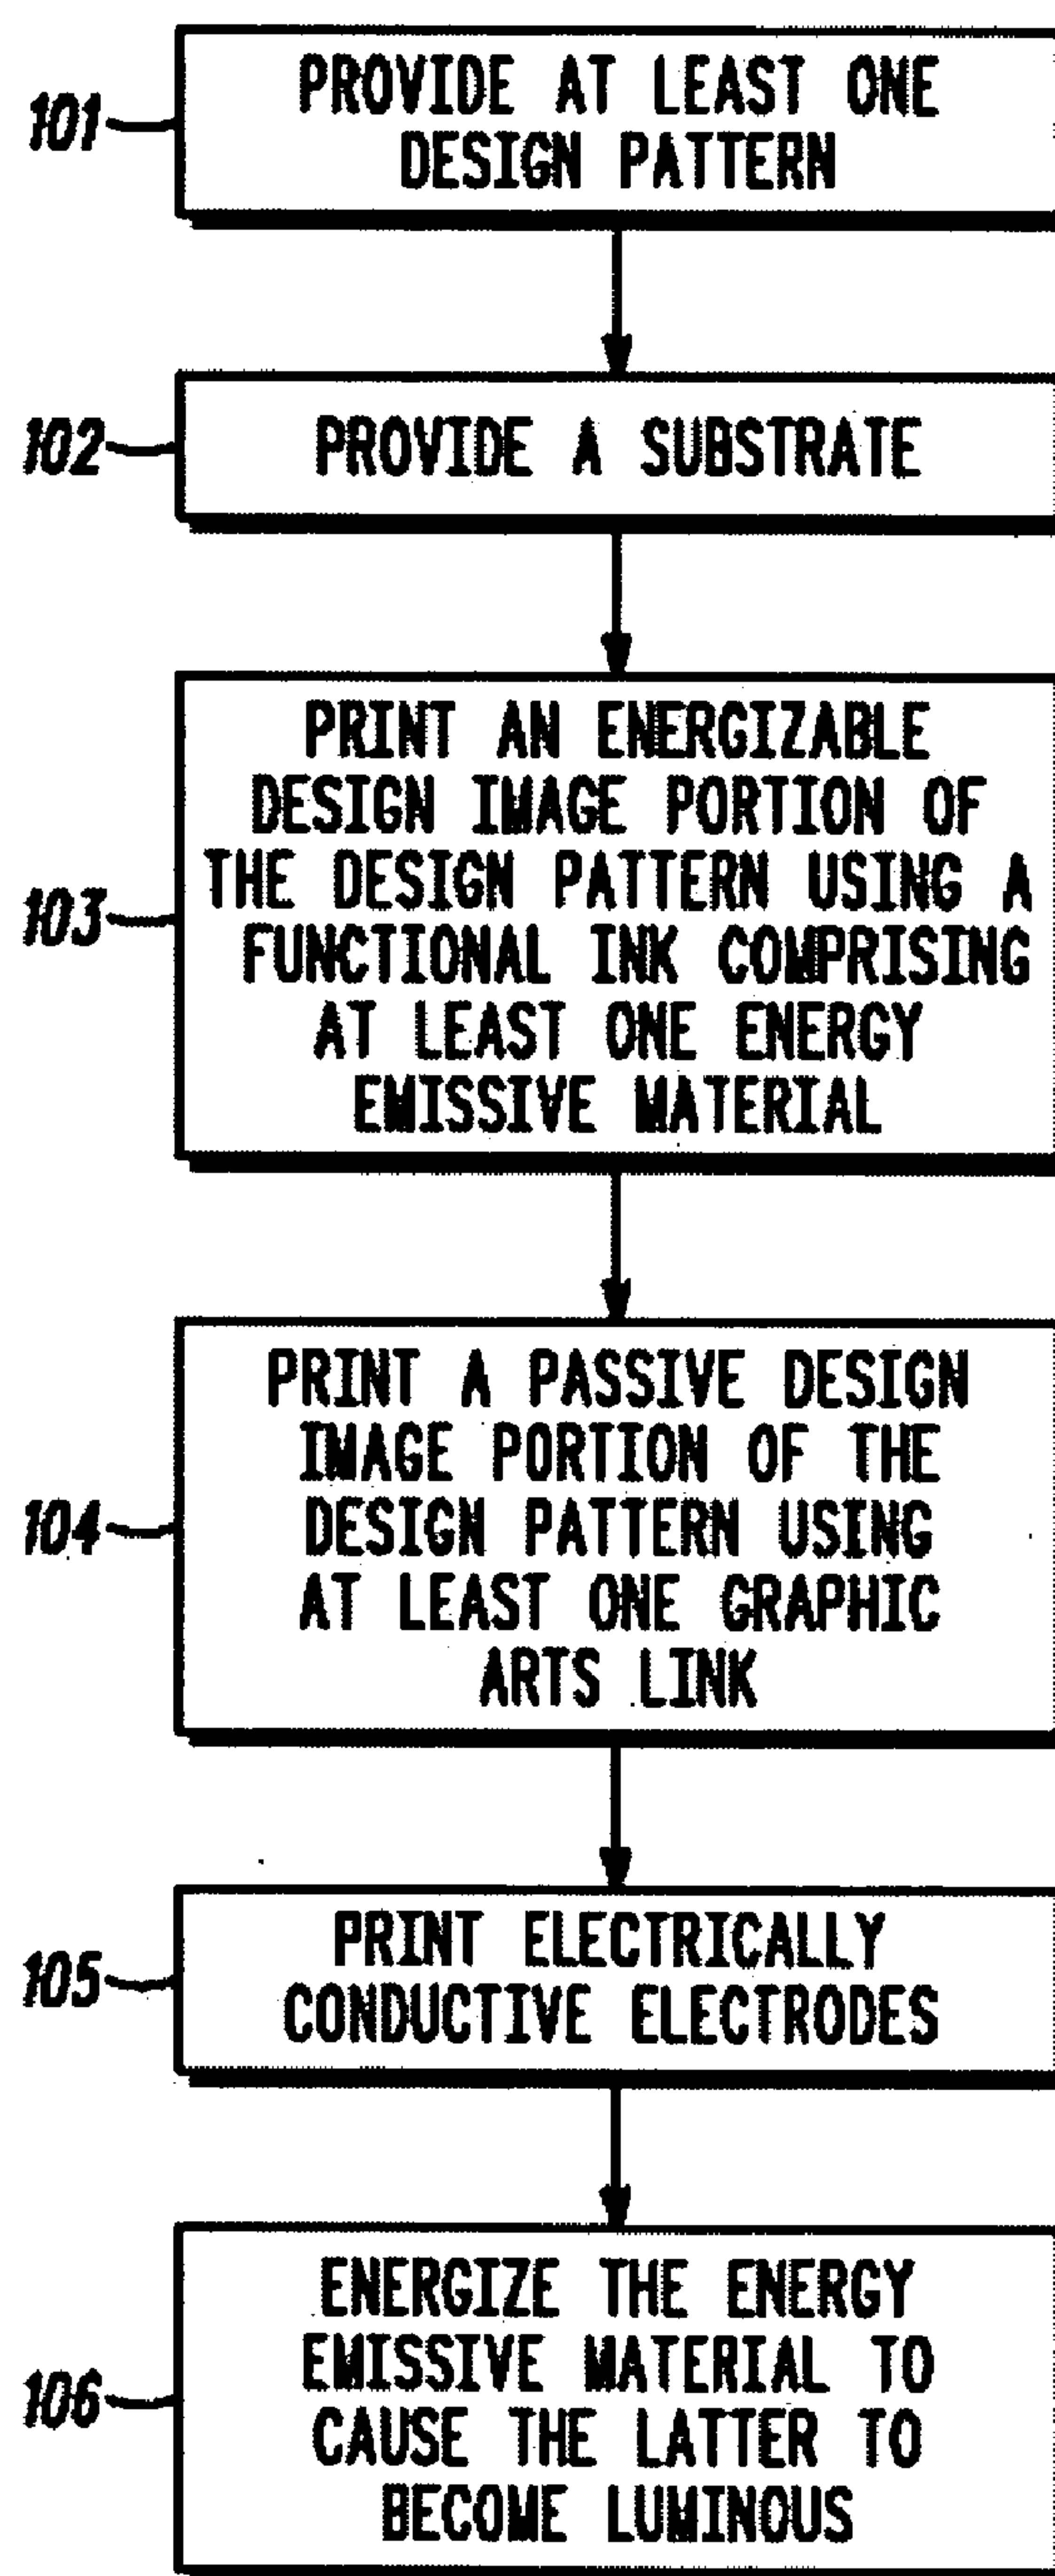 101
PROVIDE AT LEAST ONE
DESIGN PATTERN
102
PROVIDE A SUBSTRATE
103
PRINT AN ENERGIZABLE
DESIGN IMAGE PORTION OF
THE DESIGN PATTERN USING A
FUNCTIONAL INK COMPRISING
AT LEAST ONE ENERGY
EMISSIVE MATERIAL
104
PRINT A PASSIVE DESIGN
IMAGE PORTION OF THE
DESIGN PATTERN USING
AT LEAST ONE GRAPHIC
ARTS LINK
105
PRINT ELECTRICALLY
CONDUCTIVE ELECTRODES
106
ENERGIZE THE ENERGY
EMISSIVE MATERIAL TO
CAUSE THE LATTER TO
BECOME LUMINOUS